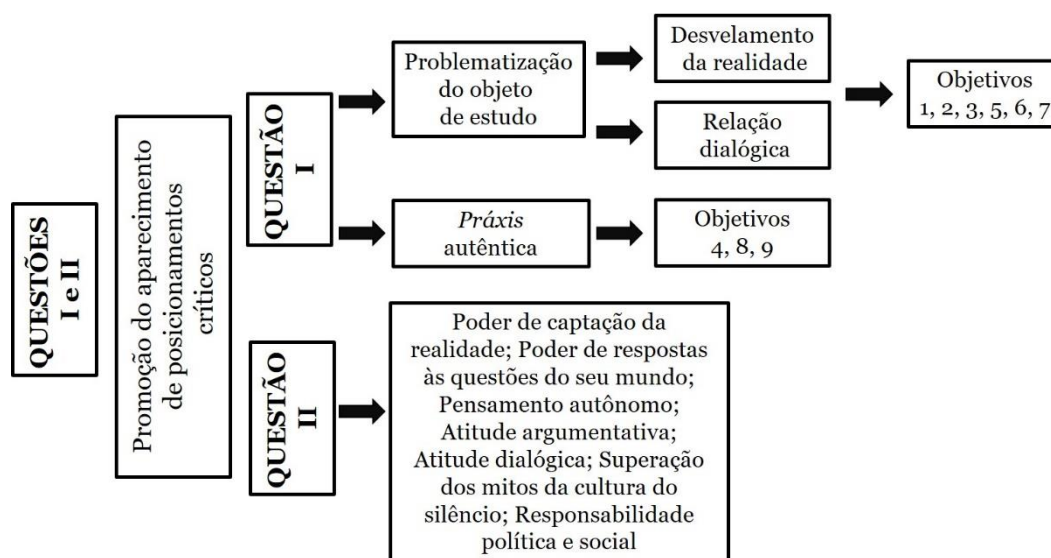 QUESTÕES
I e II
Promoção do aparecimento
de posicionamentos
críticos
QUESTÃO
I
Problematização
do objeto
de estudo
Desvelamento
da realidade
Relação
dialógica
Objetivos
1, 2, 3, 5, 6, 7
Práxis
autêntica
Objetivos
4, 8, 9
QUESTÃO
II
Poder de captação da
realidade; Poder de respostas
às questões do seu mundo;
Pensamento autônomo;
Atitude argumentativa;
Atitude dialógica; Superação
dos mitos da cultura do
silêncio; Responsabilidade
política e social